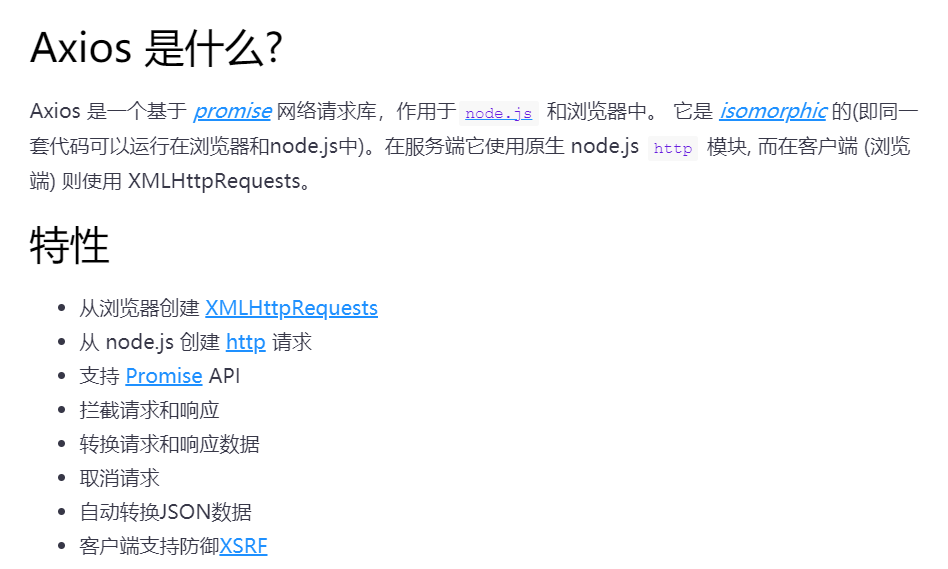 Axios 是什么?
Axios 是一个基于 promise 网络请求库，作用于 node.js 和浏览器中。 它是 isomorphic 的(即同一
套代码可以运行在浏览器和node.js中)。在服务端它使用原生 node.js http 模块, 而在客户端 (浏览
端) 则使用 XMLHttpRequests。
特性
• 从浏览器创建 XMLHttpRequests
• 从 node.js 创建 http 请求
• 支持 Promise API
• 拦截请求和响应
• 转换请求和响应数据
• 取消请求
• 自动转换JSON数据
• 客户端支持防御XSRF